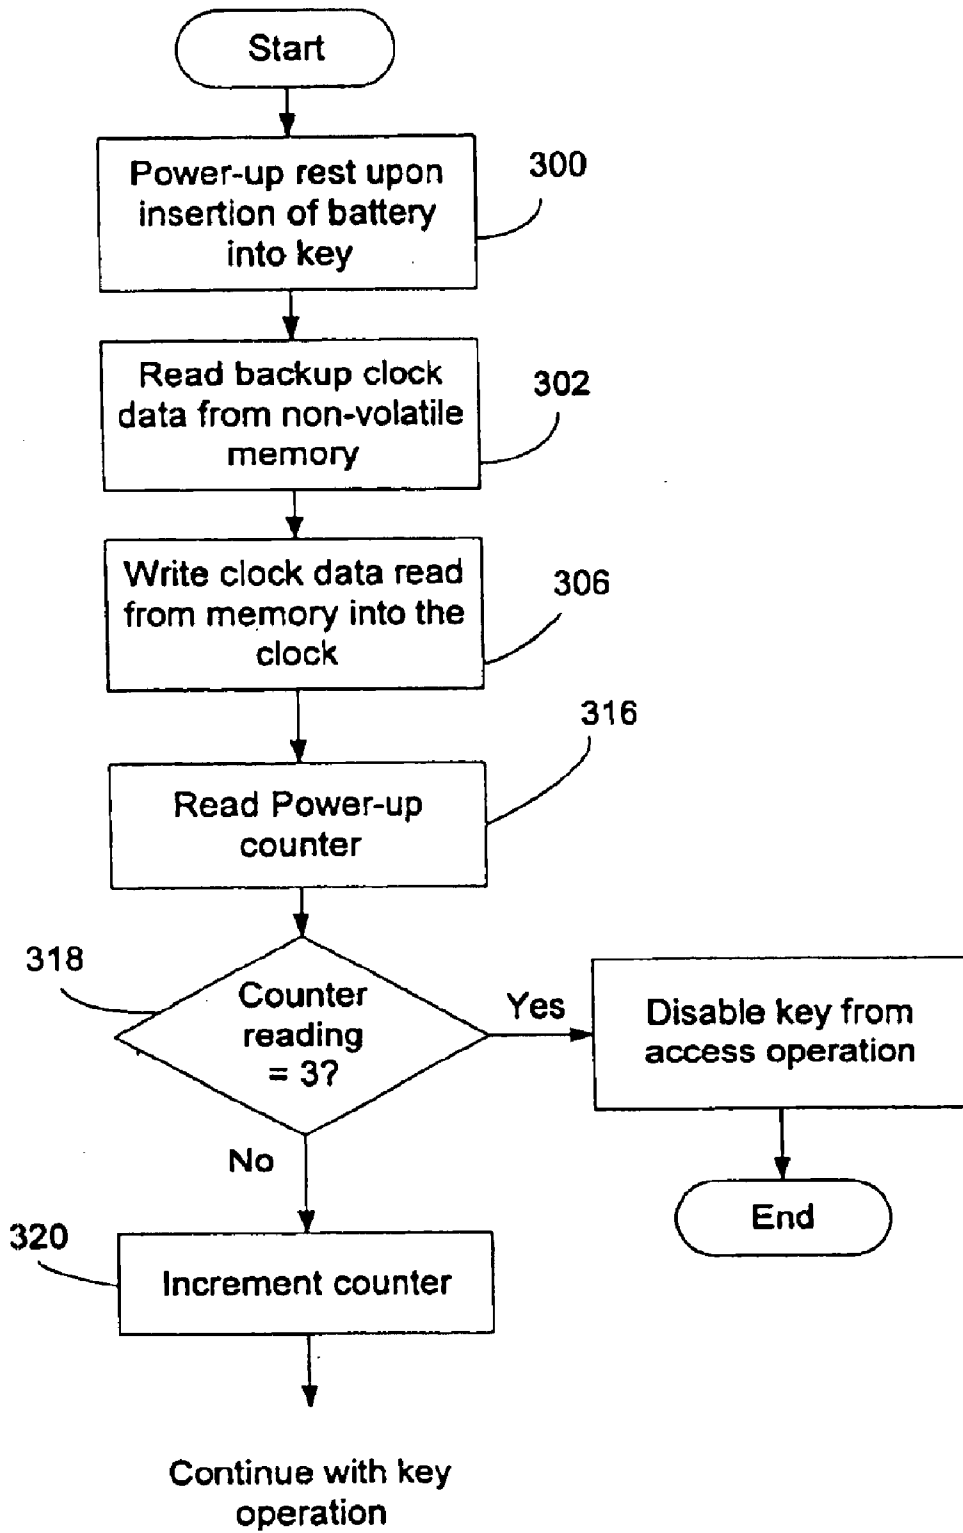 Start
Power-up rest upon
insertion of battery
into key
300
Read backup clock
data from non-volatile
memory
302
Write clock data read
from memory into the
clock
306
316
Read Power-up
counter
318
Counter
reading
= 3?
Yes
Disable key from
access operation
No
End
320
Increment counter
Continue with key
operation